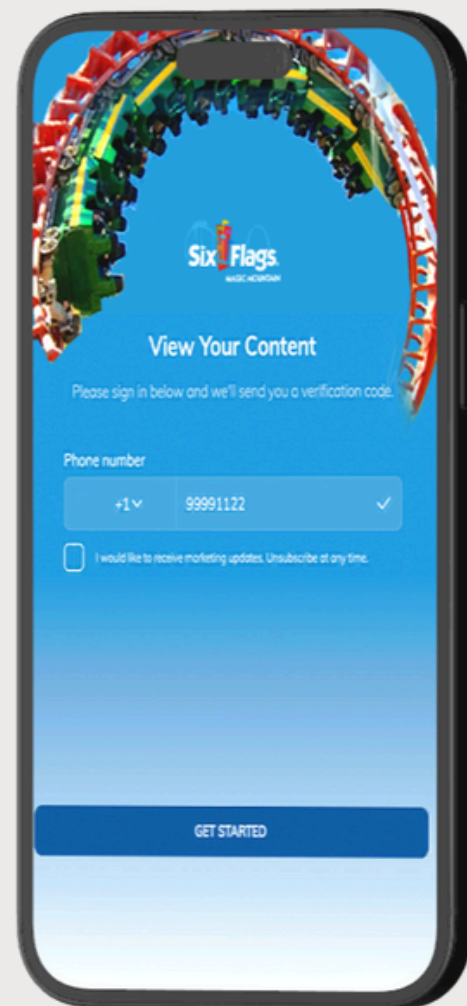 Six Flags
MAGIC MOUNTAIN
View Your Content
Please sign in below and we'll send you a verification code.
Phone number
+1 99991122
I would like to receive marketing updates. Unsubscribe at any time.
GET STARTED